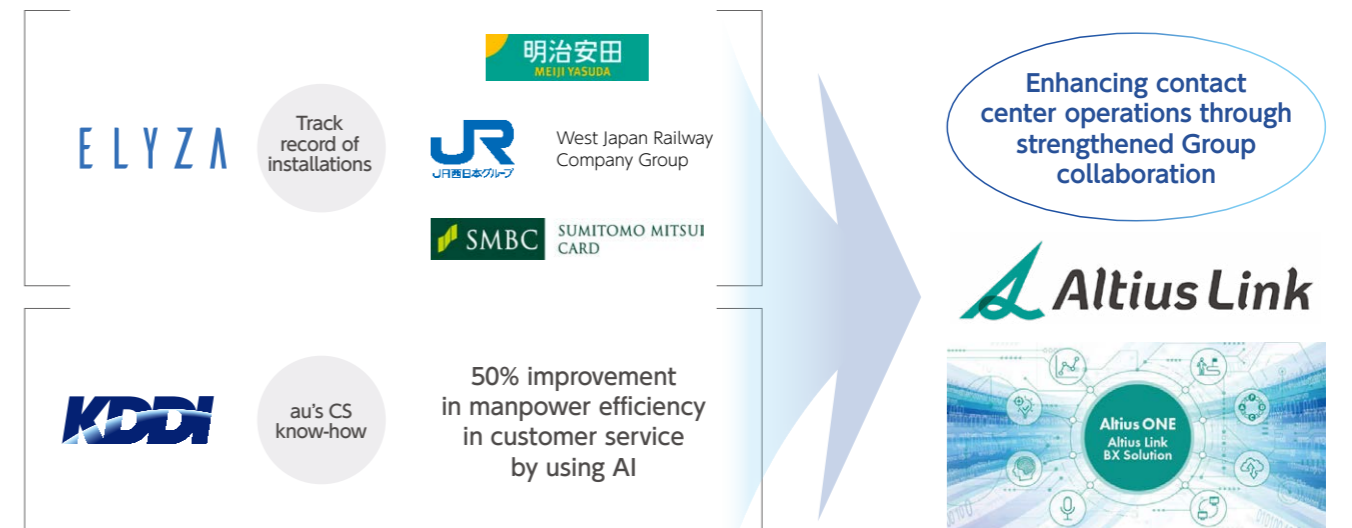 ELYZA
Track
record of
installations
明治安田
MEIJI YASUDA
JR
JR西日本グループ
West Japan Railway
Company Group
SMBC
SUMITOMO MITSUI
CARD
KDDI
au's CS
know-how
50% improvement
in manpower efficiency
in customer service
by using AI
Enhancing contact
center operations through
strengthened Group
collaboration
Altius Link
Altius ONE
Altius Link
BX Solution